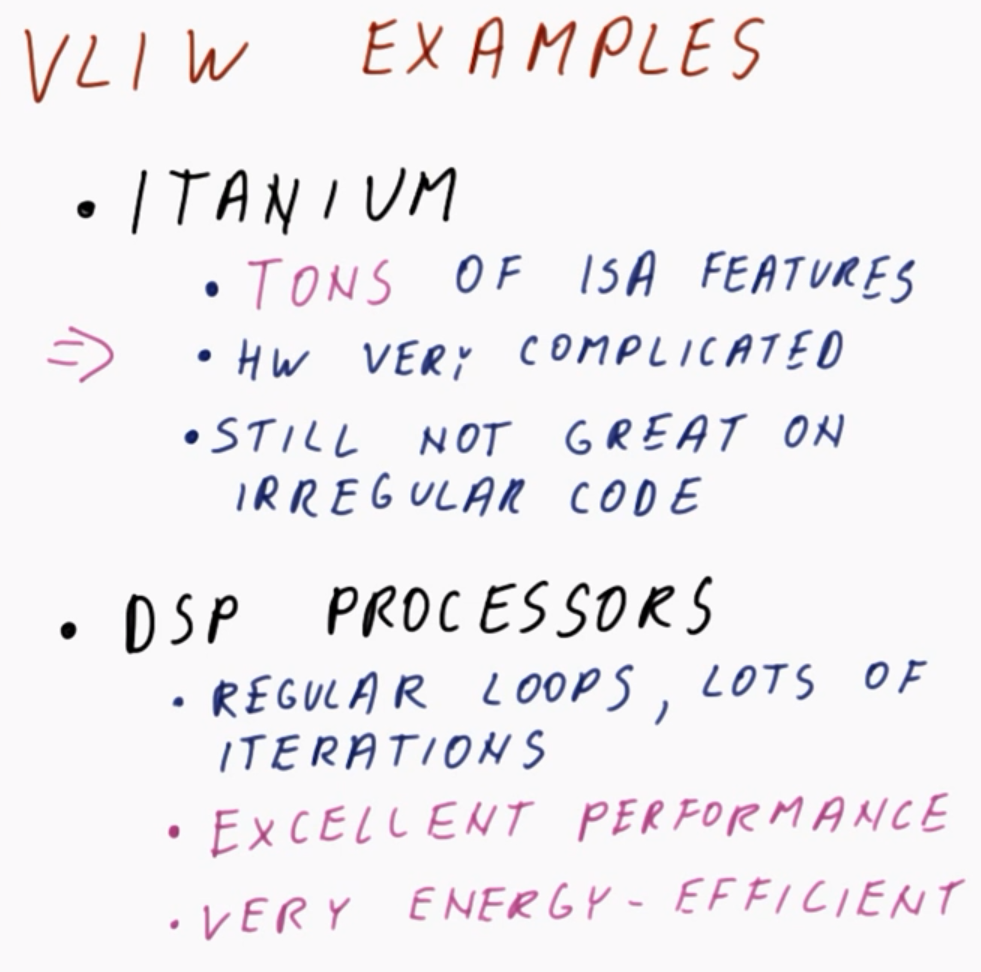 VLIW EXAMPLES
• ITANIUM
• TONS OF ISA FEATURES
⇒ • HW VERY COMPLICATED
• STILL NOT GREAT ON
IRREGULAR CODE
• DSP PROCESSORS
• REGULAR LOOPS, LOTS OF
ITERATIONS
• EXCELLENT PERFORMANCE
• VERY ENERGY-EFFICIENT